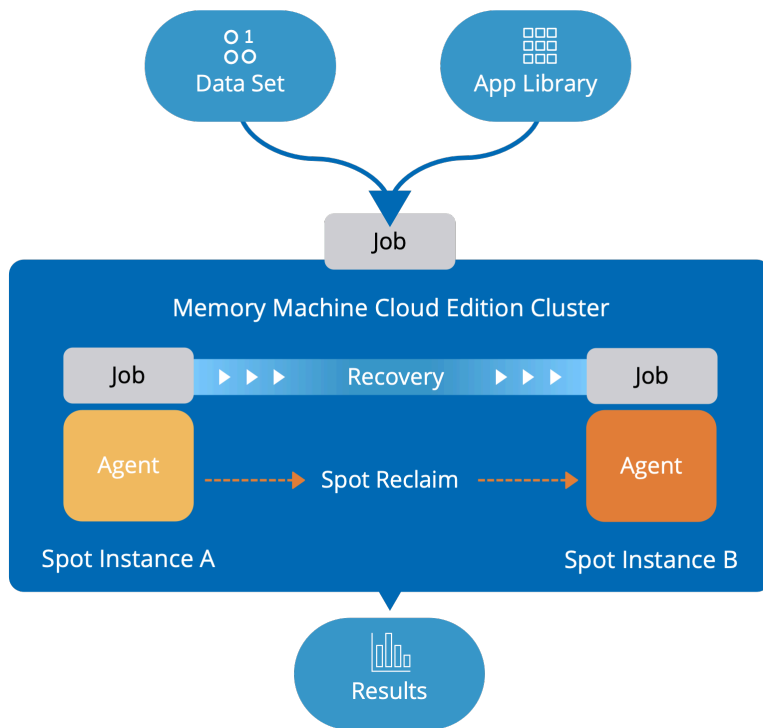 1
Data Set
App Library
Job
Memory Machine Cloud Edition Cluster
Job
Recovery
Job
Agent
Spot Reclaim
Agent
Spot Instance A
Spot Instance B
Results